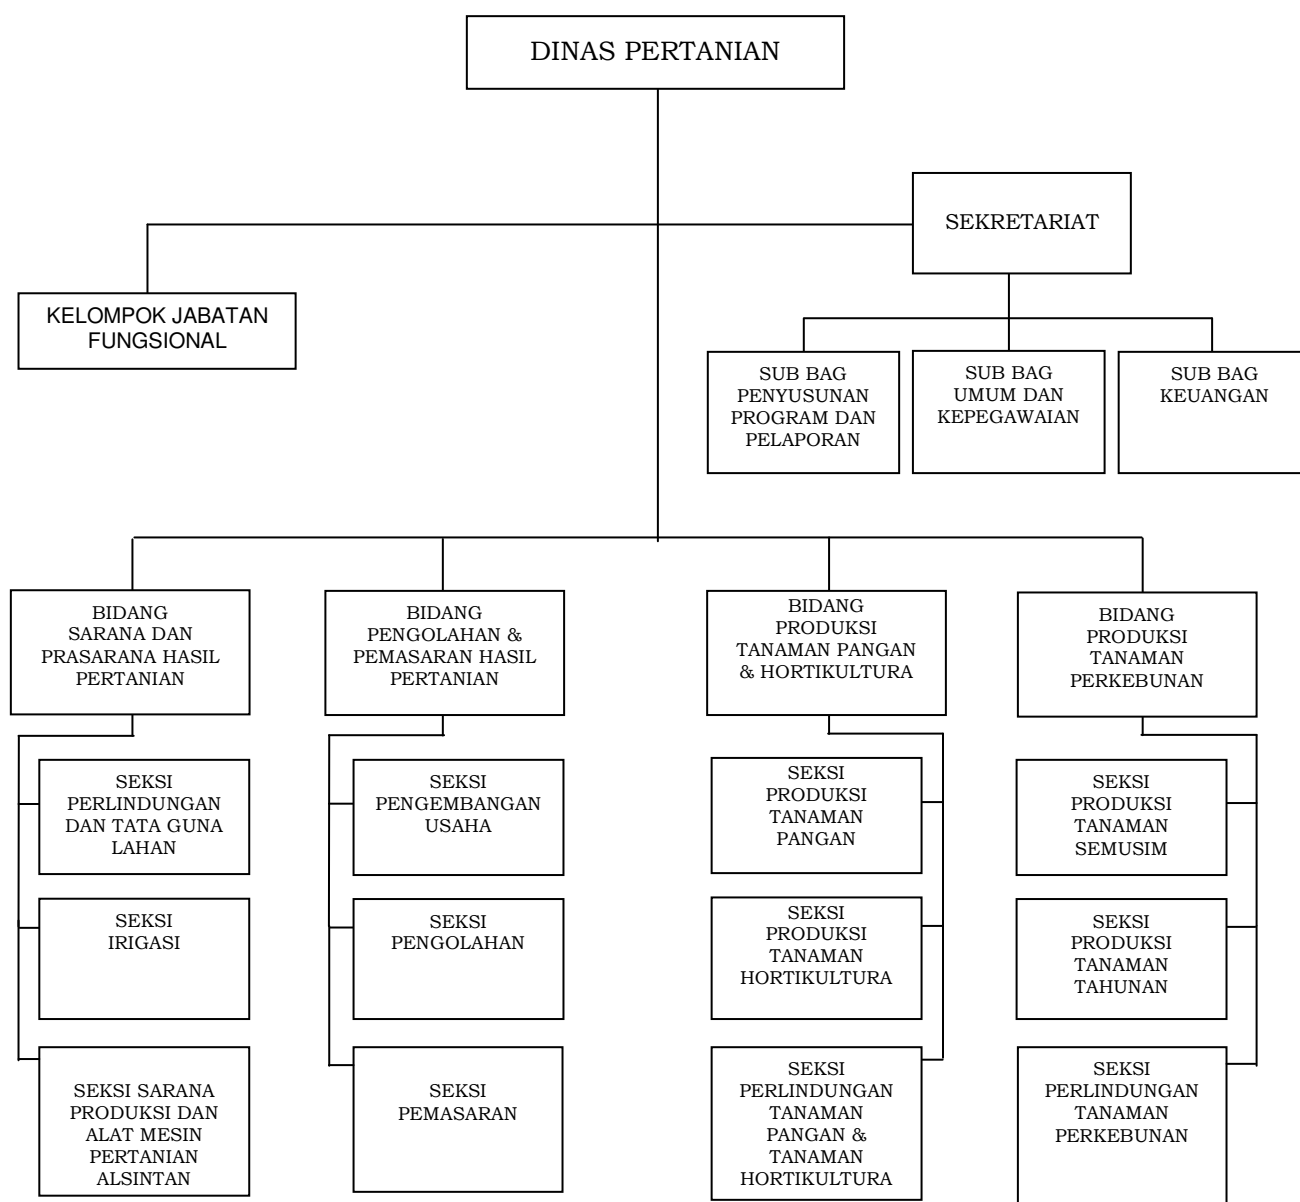 DINAS PERTANIAN
SEKRETARIAT
KELOMPOK JABATAN
FUNGSIONAL
SUB BAG
PENYUSUNAN
PROGRAM DAN
PELAPORAN
SUB BAG
UMUM DAN
KEPEGAWAIAN
SUB BAG
KEUANGAN
BIDANG
SARANA DAN
PRASARANA HASIL
PERTANIAN
BIDANG
PENGOLAHAN &
PEMASARAN HASIL
PERTANIAN
BIDANG
PRODUKSI
TANAMAN PANGAN
& HORTIKULTURA
BIDANG
PRODUKSI
TANAMAN
PERKEBUNAN
SEKSI
PERLINDUNGAN
DAN TATA GUNA
LAHAN
SEKSI
PENGEMBANGAN
USAHA
SEKSI
PRODUKSI
TANAMAN
PANGAN
SEKSI
PRODUKSI
TANAMAN
SEMUSIM
SEKSI
IRIGASI
SEKSI
PENGOLAHAN
SEKSI
PRODUKSI
TANAMAN
HORTIKULTURA
SEKSI
PRODUKSI
TANAMAN
TAHUNAN
SEKSI SARANA
PRODUKSI DAN
ALAT MESIN
PERTANIAN
ALSINTAN
SEKSI
PEMASARAN
SEKSI
PERLINDUNGAN
TANAMAN
PANGAN &
TANAMAN
HORTIKULTURA
SEKSI
PERLINDUNGAN
TANAMAN
PERKEBUNAN